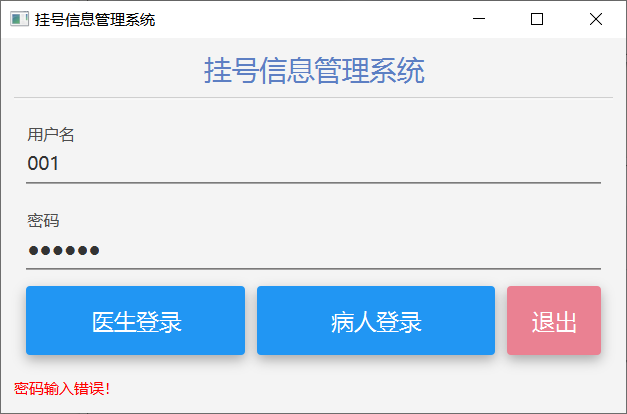 挂号信息管理系统
挂号信息管理系统
用户名
001
密码
●●●●●●
医生登录 病人登录 退出
密码输入错误!